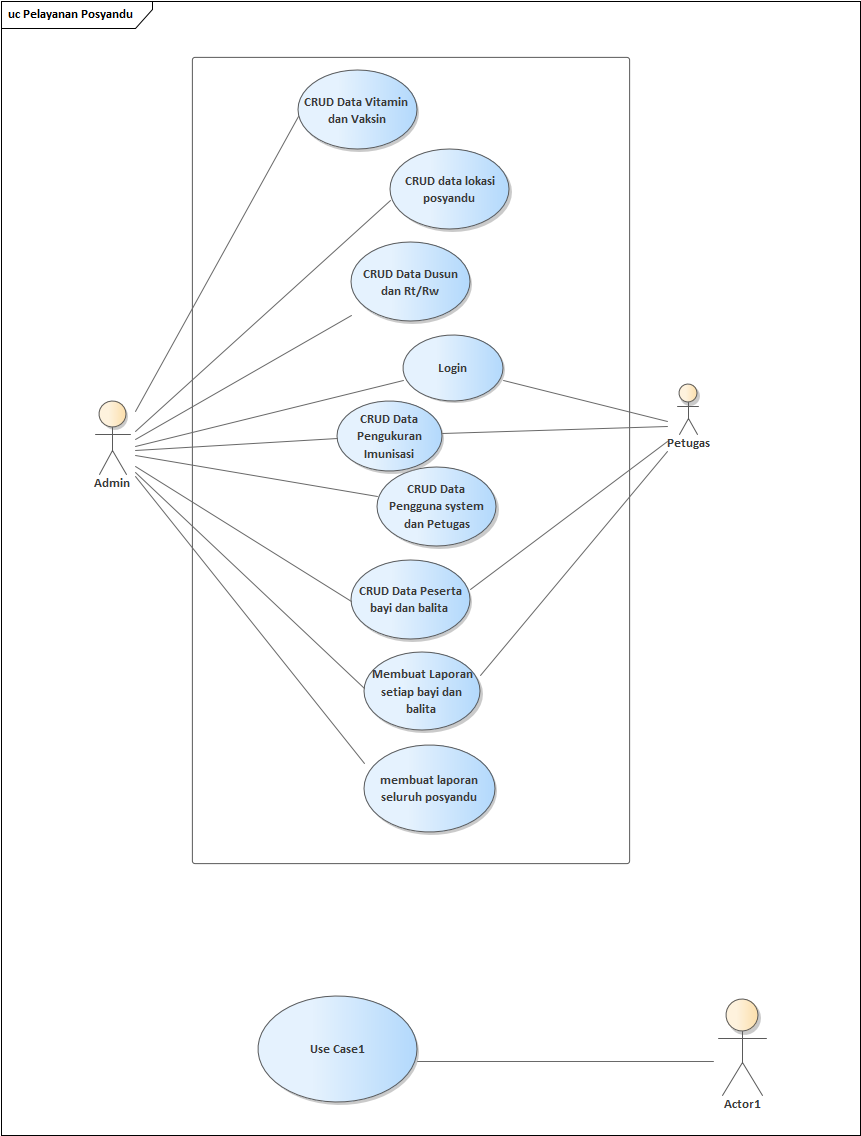 uc Pelayanan Posyandu
CRUD Data Vitamin
dan Vaksin
CRUD data lokasi
posyandu
CRUD Data Dusun
dan Rt/Rw
Login
CRUD Data
Pengukuran
Imunisasi
Admin
Petugas
CRUD Data
Pengguna system
dan Petugas
CRUD Data Peserta
bayi dan balita
Membuat Laporan
setiap bayi dan
balita
membuat laporan
seluruh posyandu
Use Case1
Actor1